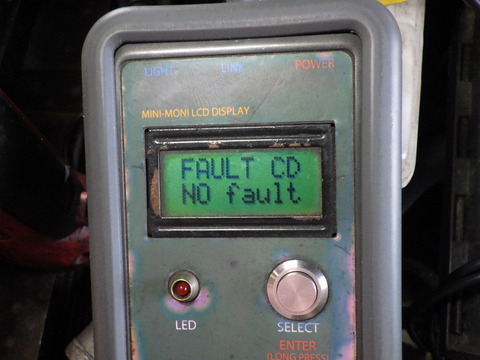 LIGHT LINK POWER
MINI-MONI LCD DISPLAY
FAULT CD
NO fault
LED SELECT
ENTER
(LONG PRESS)